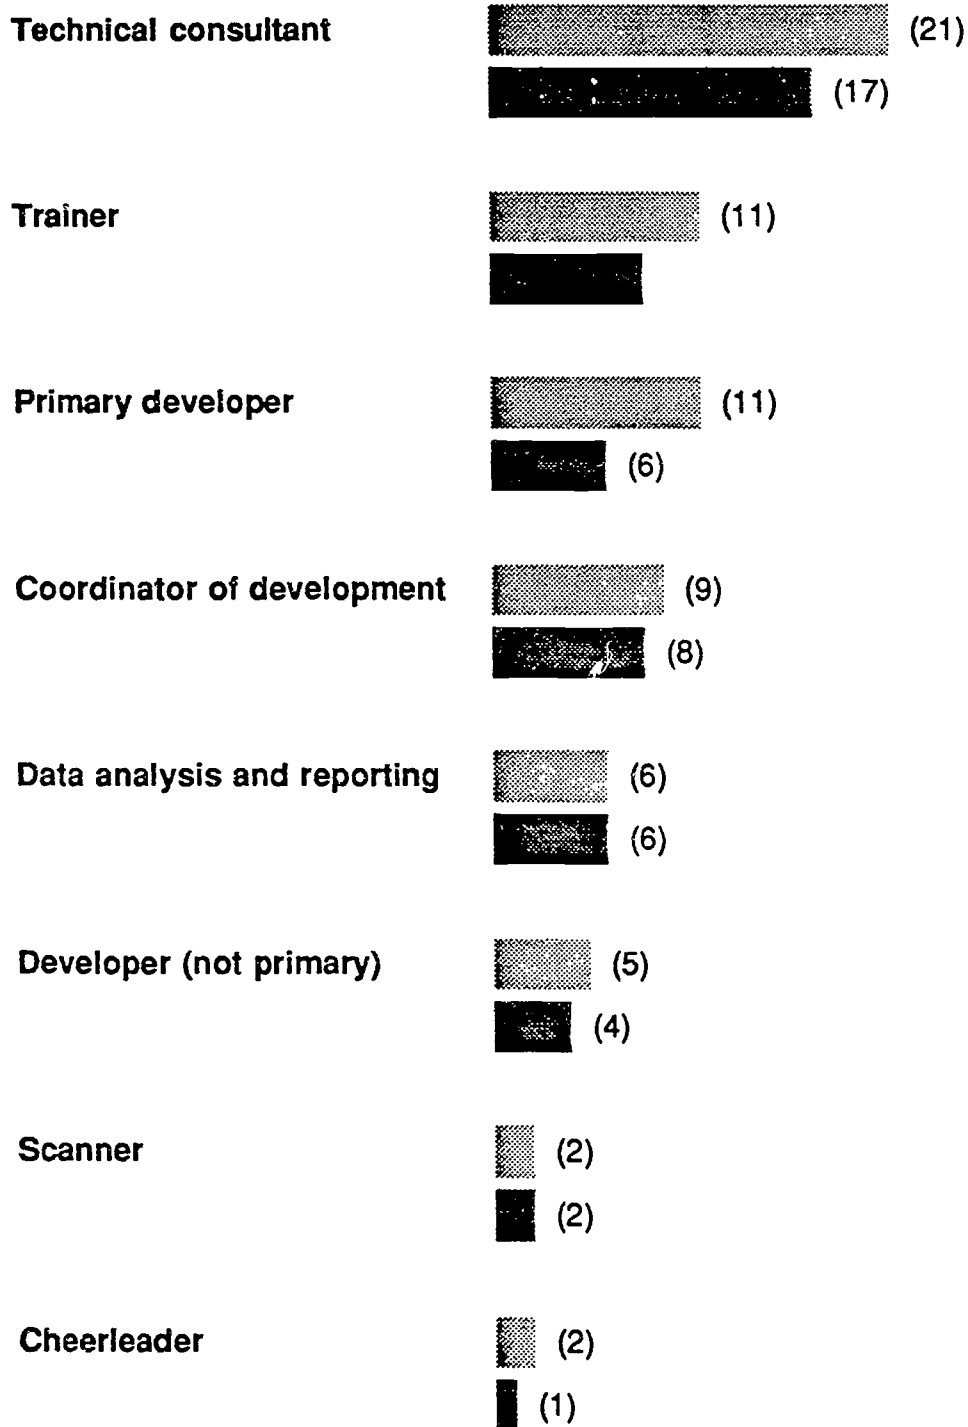 Technical consultant (21)
(17)
Trainer (11)
Primary developer (11)
(6)
Coordinator of development (9)
(8)
Data analysis and reporting (6)
(6)
Developer (not primary) (5)
(4)
Scanner (2)
(2)
Cheerleader (2)
(1)